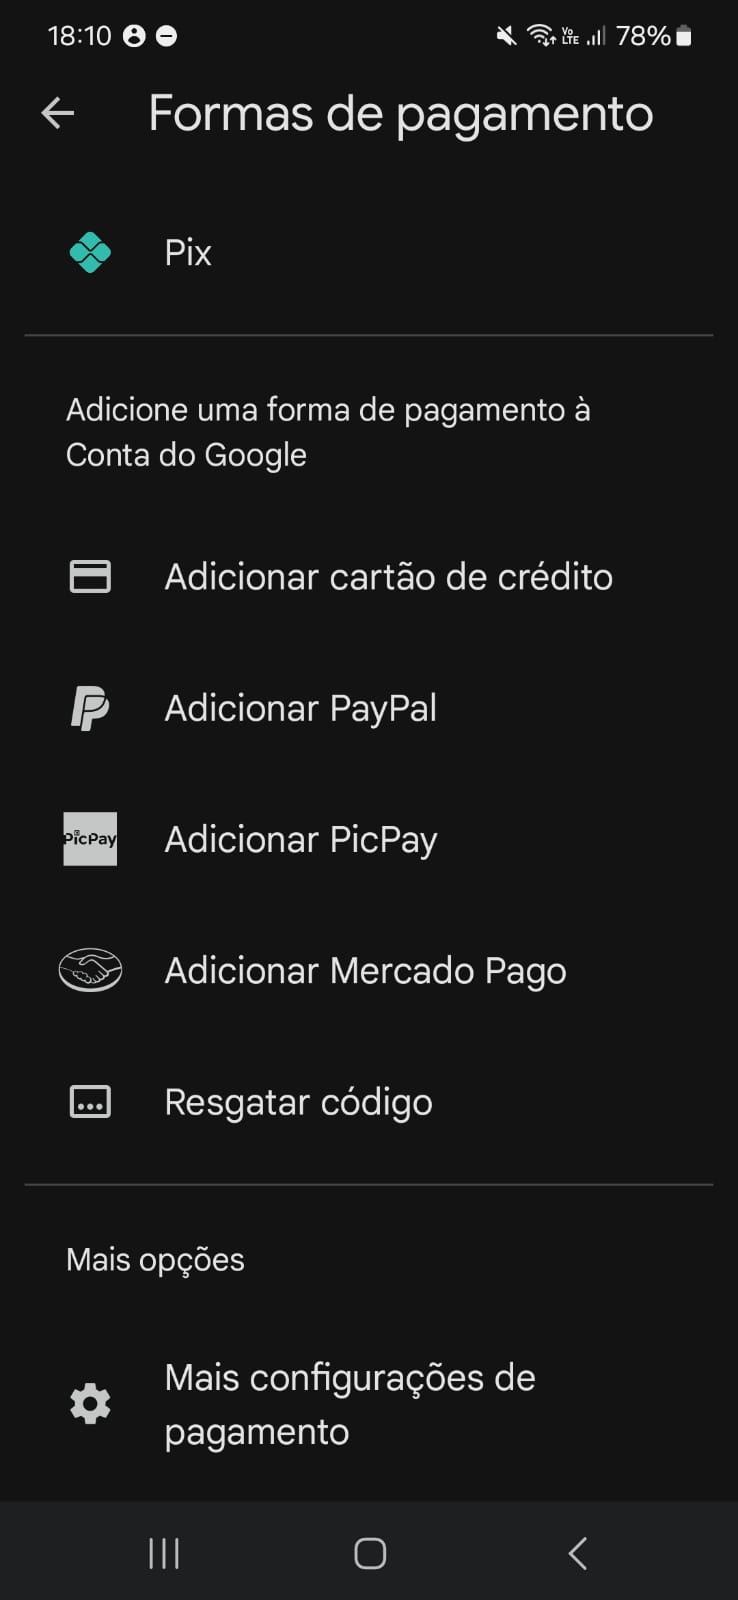 18:10 Vo LTE 78%
Formas de pagamento
Pix
Adicione uma forma de pagamento à
Conta do Google
Adicionar cartão de crédito
Adicionar PayPal
PicPay Adicionar PicPay
Adicionar Mercado Pago
Resgatar código
Mais opções
Mais configurações de
pagamento